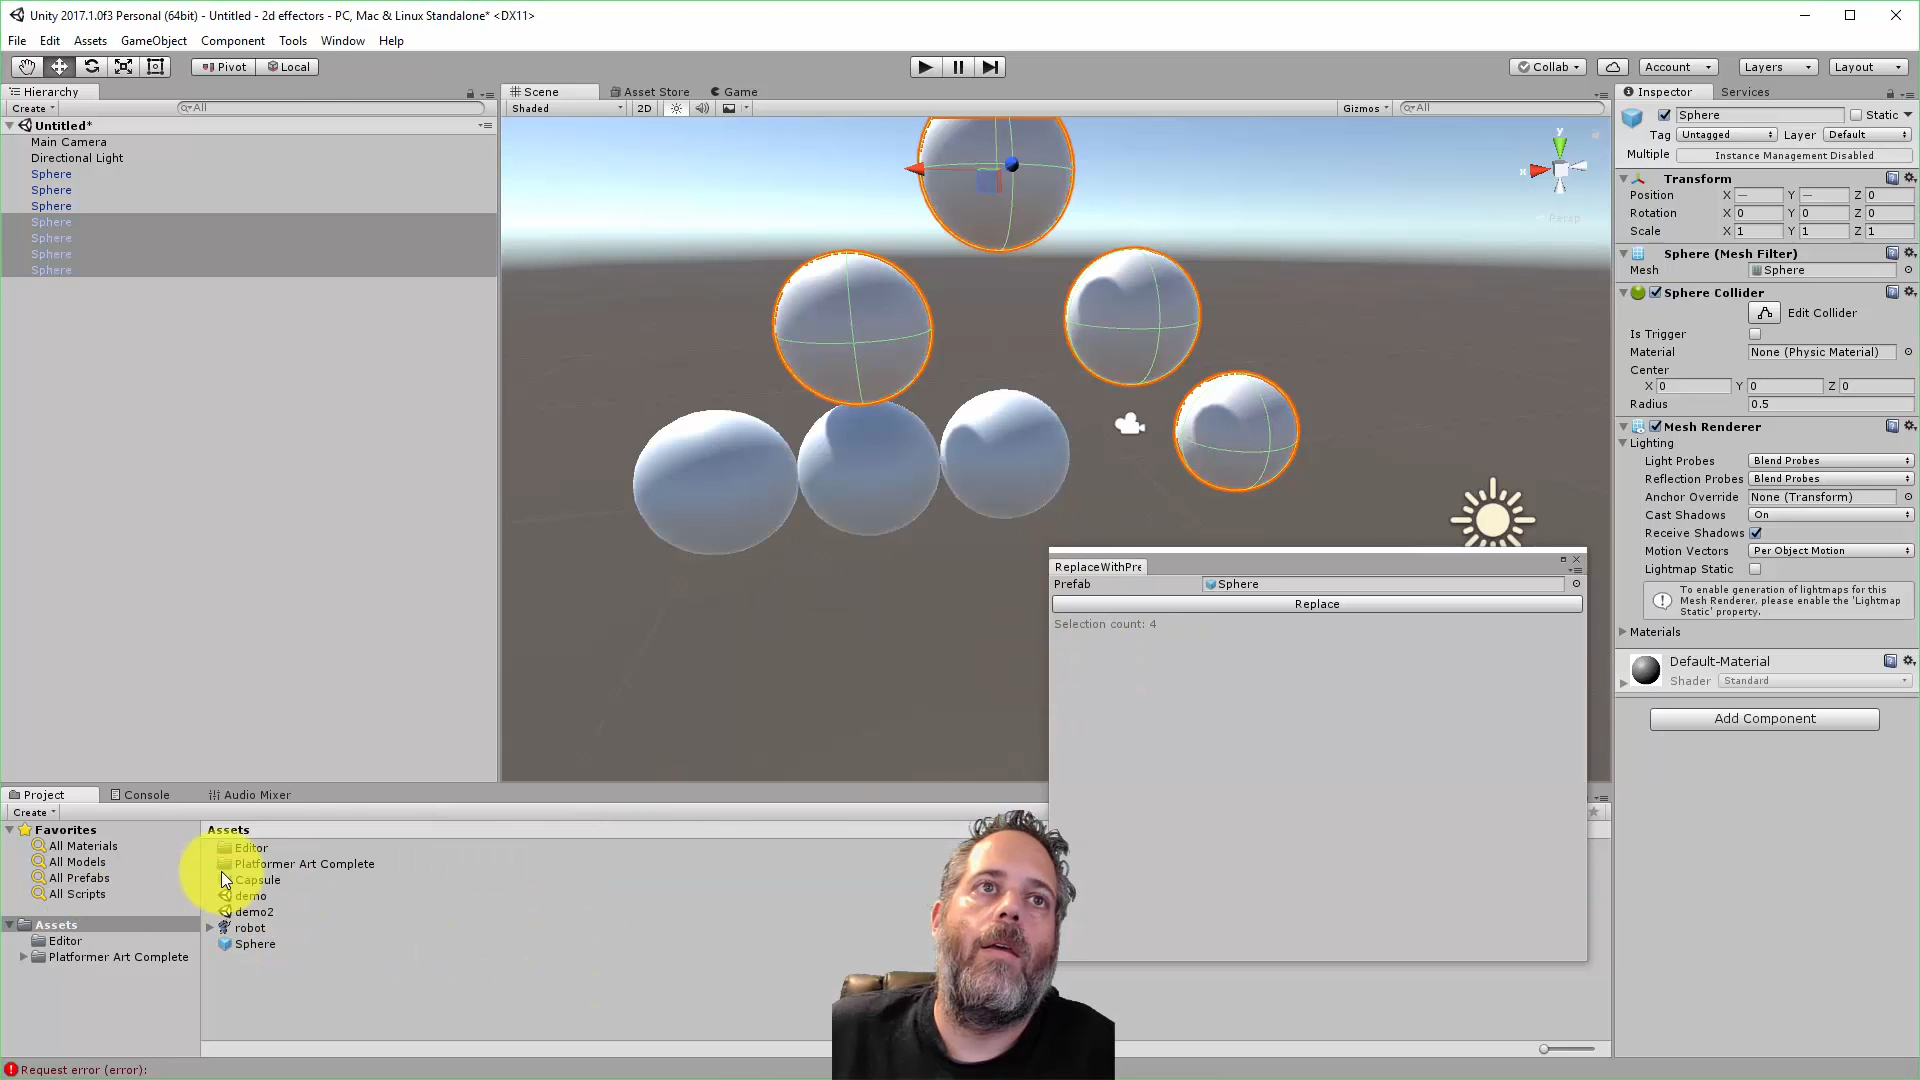 Unity 2017.1.0f3 Personal (64bit) - Untitled - 2d effectors - PC, Mac & Linux Standalone* <DX11>
File Edit Assets GameObject Component Tools Window Help
Pivot Local Collab Account Layers Layout
Hierarchy
Create All
Untitled*
Main Camera
Directional Light
Sphere
Sphere
Sphere
Sphere
Sphere
Sphere
Sphere
Scene Asset Store Game
Shaded 2D Gizmos All
y
x
Persp
ReplaceWithPre
Prefab Sphere
Replace
Selection count: 4
Inspector Services
Sphere Static
Tag Untagged Layer Default
Multiple Instance Management Disabled
Transform
Position X — Y — Z 0
Rotation X 0 Y 0 Z 0
Scale X 1 Y 1 Z 1
Sphere (Mesh Filter)
Mesh Sphere
Sphere Collider
Edit Collider
Is Trigger
Material None (Physic Material)
Center
X 0 Y 0 Z 0
Radius 0.5
Mesh Renderer
Lighting
Light Probes Blend Probes
Reflection Probes Blend Probes
Anchor Override None (Transform)
Cast Shadows On
Receive Shadows
Motion Vectors Per Object Motion
Lightmap Static
To enable generation of lightmaps for this
Mesh Renderer, please enable the 'Lightmap
Static' property.
Materials
Default-Material
Shader Standard
Add Component
Project Console Audio Mixer
Create
Favorites
All Materials
All Models
All Prefabs
All Scripts
Assets
Editor
Platformer Art Complete
Assets
Editor
Platformer Art Complete
Capsule
demo
demo2
robot
Sphere
Request error (error):